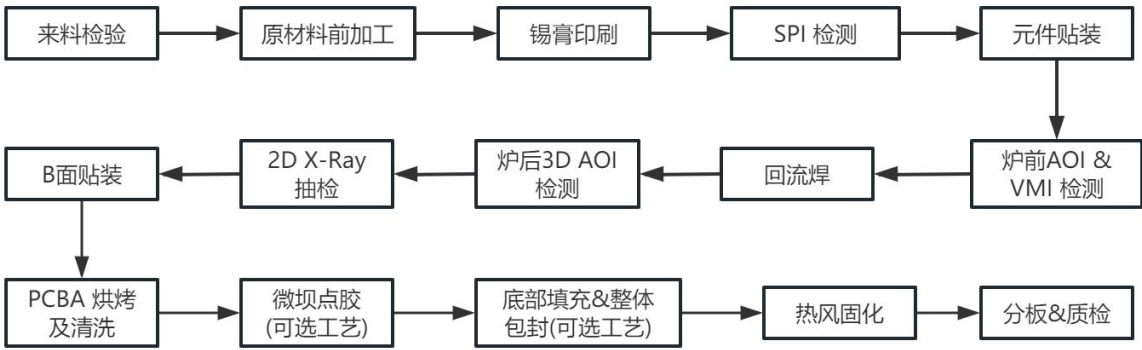 来料检验
原材料前加工
锡膏印刷
SPI 检测
元件贴装
炉前AOI &
VMI 检测
回流焊
炉后3D AOI
检测
2D X-Ray
抽检
B面贴装
PCBA 烘烤
及清洗
微坝点胶
(可选工艺)
底部填充&整体
包封(可选工艺)
热风固化
分板&质检